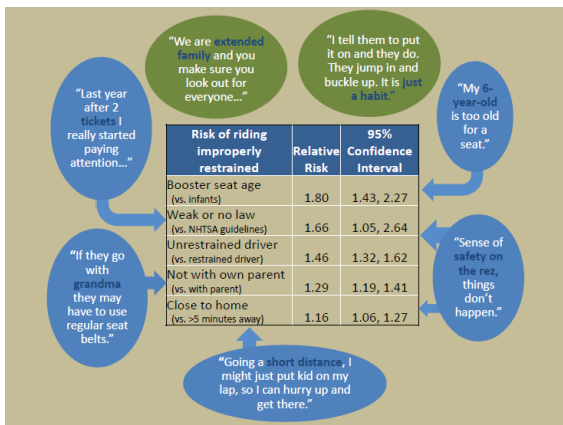 “We are extended
family and you
make sure you
look out for
everyone...”
“I tell them to put
it on and they do.
They jump in and
buckle up. It is just
a habit.”
“Last year
after 2
tickets I
really started
paying
attention...”
“My 6-
year-old
is too old
for a
seat.”
Risk of riding
improperly
restrained
Relative
Risk
95%
Confidence
Interval
Booster seat age
(vs. infants) 1.80 1.43, 2.27
Weak or no law
(vs. NHTSA guidelines) 1.66 1.05, 2.64
Unrestrained driver
(vs. restrained driver) 1.46 1.32, 1.62
Not with own parent
(vs. with parent) 1.29 1.19, 1.41
Close to home
(vs. >5 minutes away) 1.16 1.06, 1.27
“If they go
with
grandma
they may
have to use
regular seat
belts.”
“Sense of
safety on
the rez,
things
don’t
happen.”
“Going a short distance, I
might just put kid on my
lap, so I can hurry up and
get there.”